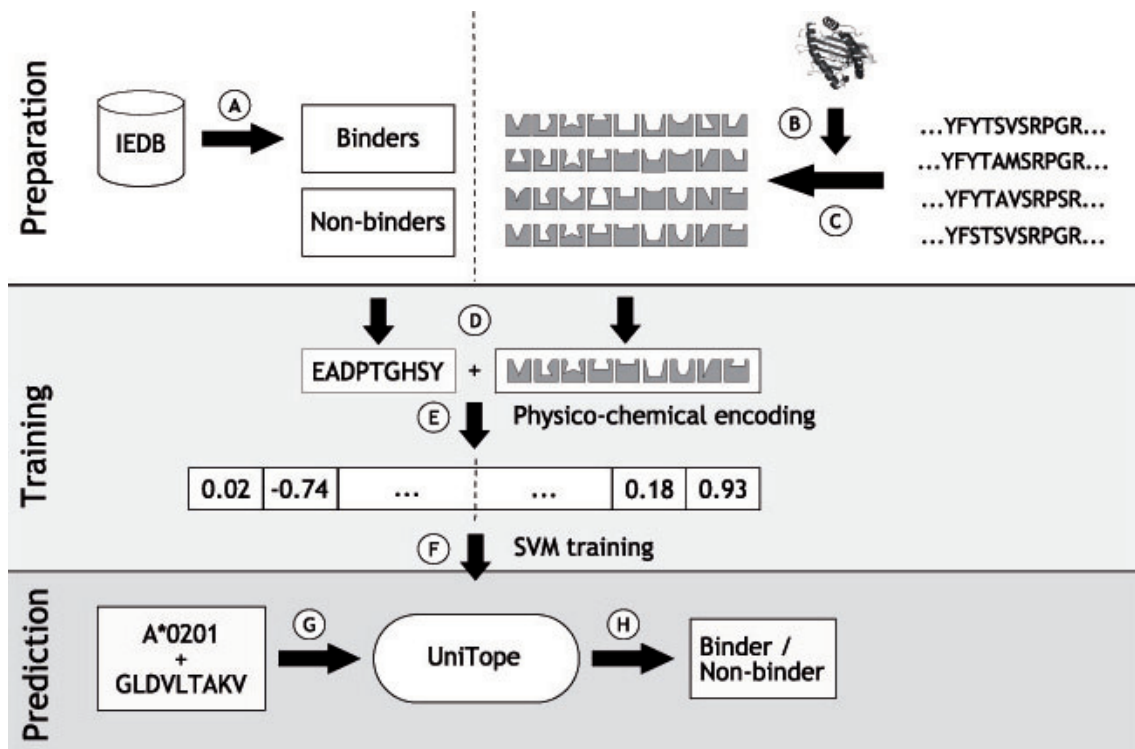 Preparation
IEDB
A
Binders
Non-binders
B
C
...YFYTSVSRPGR...
...YFYTAMSRPGR...
...YFYTAVSRPSR...
...YFSTSVSRPGR...
Training
D
EADPTGHSY
+
E
Physico-chemical encoding
0.02
-0.74
...
...
0.18
0.93
F
SVM training
Prediction
A*0201
+
GLDVLTAKV
G
UniTope
H
Binder /
Non-binder